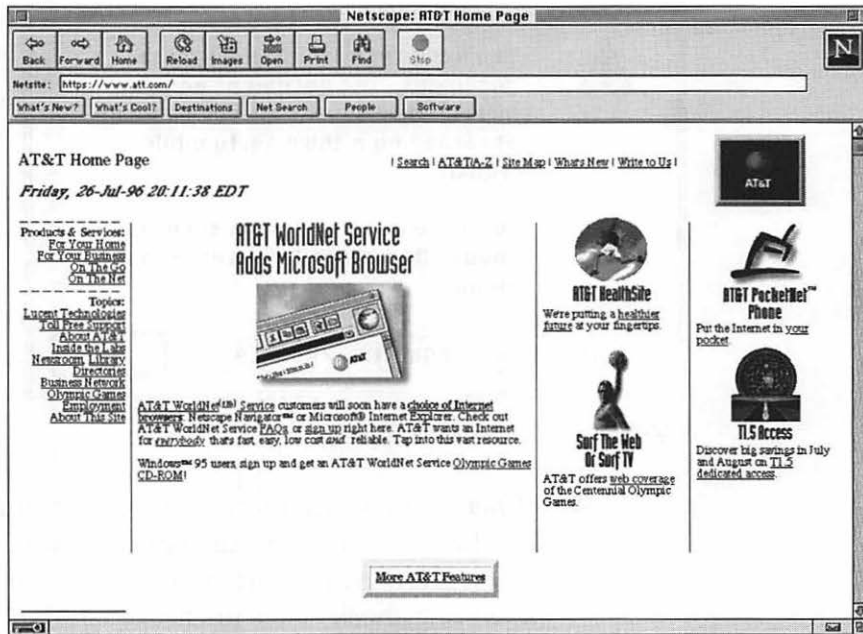 Netscape: AT&T Home Page
Back Forward Home Reload Images Open Print Find Stop
N
Netsite: https://www.att.com/
What's New? What's Cool? Destinations Net Search People Software
AT&T Home Page
| Search | AT&T A-Z | Site Map | Whats New | Write to Us |
AT&T
Friday, 26-Jul-96 20:11:38 EDT
Products & Services:
For Your Home
For Your Business
On The Go
On The Net
Topics:
Lucent Technologies
Toll Free Support
About AT&T
Inside the Labs
Newsroom Library
Directories
Business Network
Olympic Games
Employment
About This Site
AT&T WorldNet Service
Adds Microsoft Browser
AT&T
AT&T WorldNet(sm) Service customers will soon have a choice of Internet
browsers: Netscape Navigator™ or Microsoft® Internet Explorer. Check out
AT&T WorldNet Service FAQs or sign up right here. AT&T wants an Internet
for everybody thats fast, easy, low cost and reliable. Tap into this vast resource.
Windows™ 95 users, sign up and get an AT&T WorldNet Service Olympic Games
CD-ROM!
AT&T HealthSite
We're putting a healthier
future at your fingertips.
Surf The Web
Or Surf TV
AT&T offers web coverage
of the Centennial Olympic
Games.
AT&T PocketNet™
Phone
Put the Internet in your
pocket.
T1.5 Access
Discover big savings in July
and August on T1.5
dedicated access.
More AT&T Features